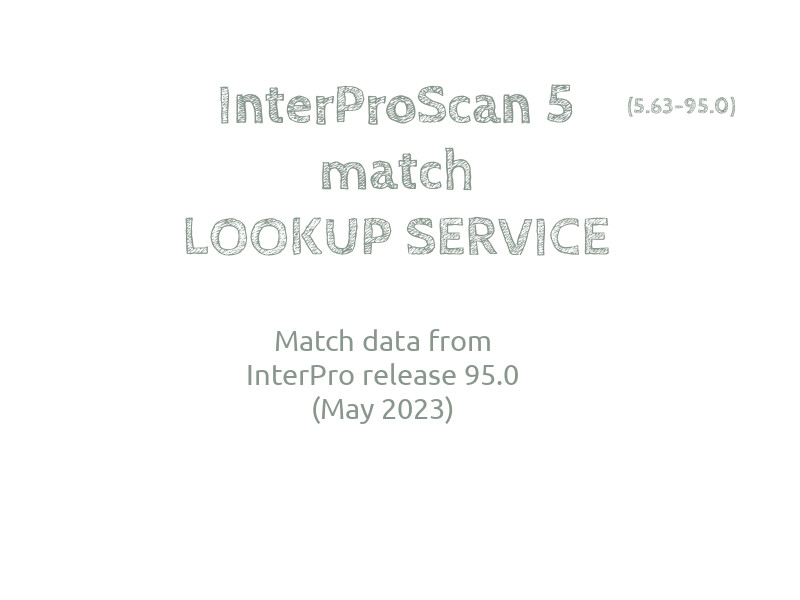 InterProScan 5 (5.63-95.0)
match
LOOKUP SERVICE
Match data from
InterPro release 95.0
(May 2023)